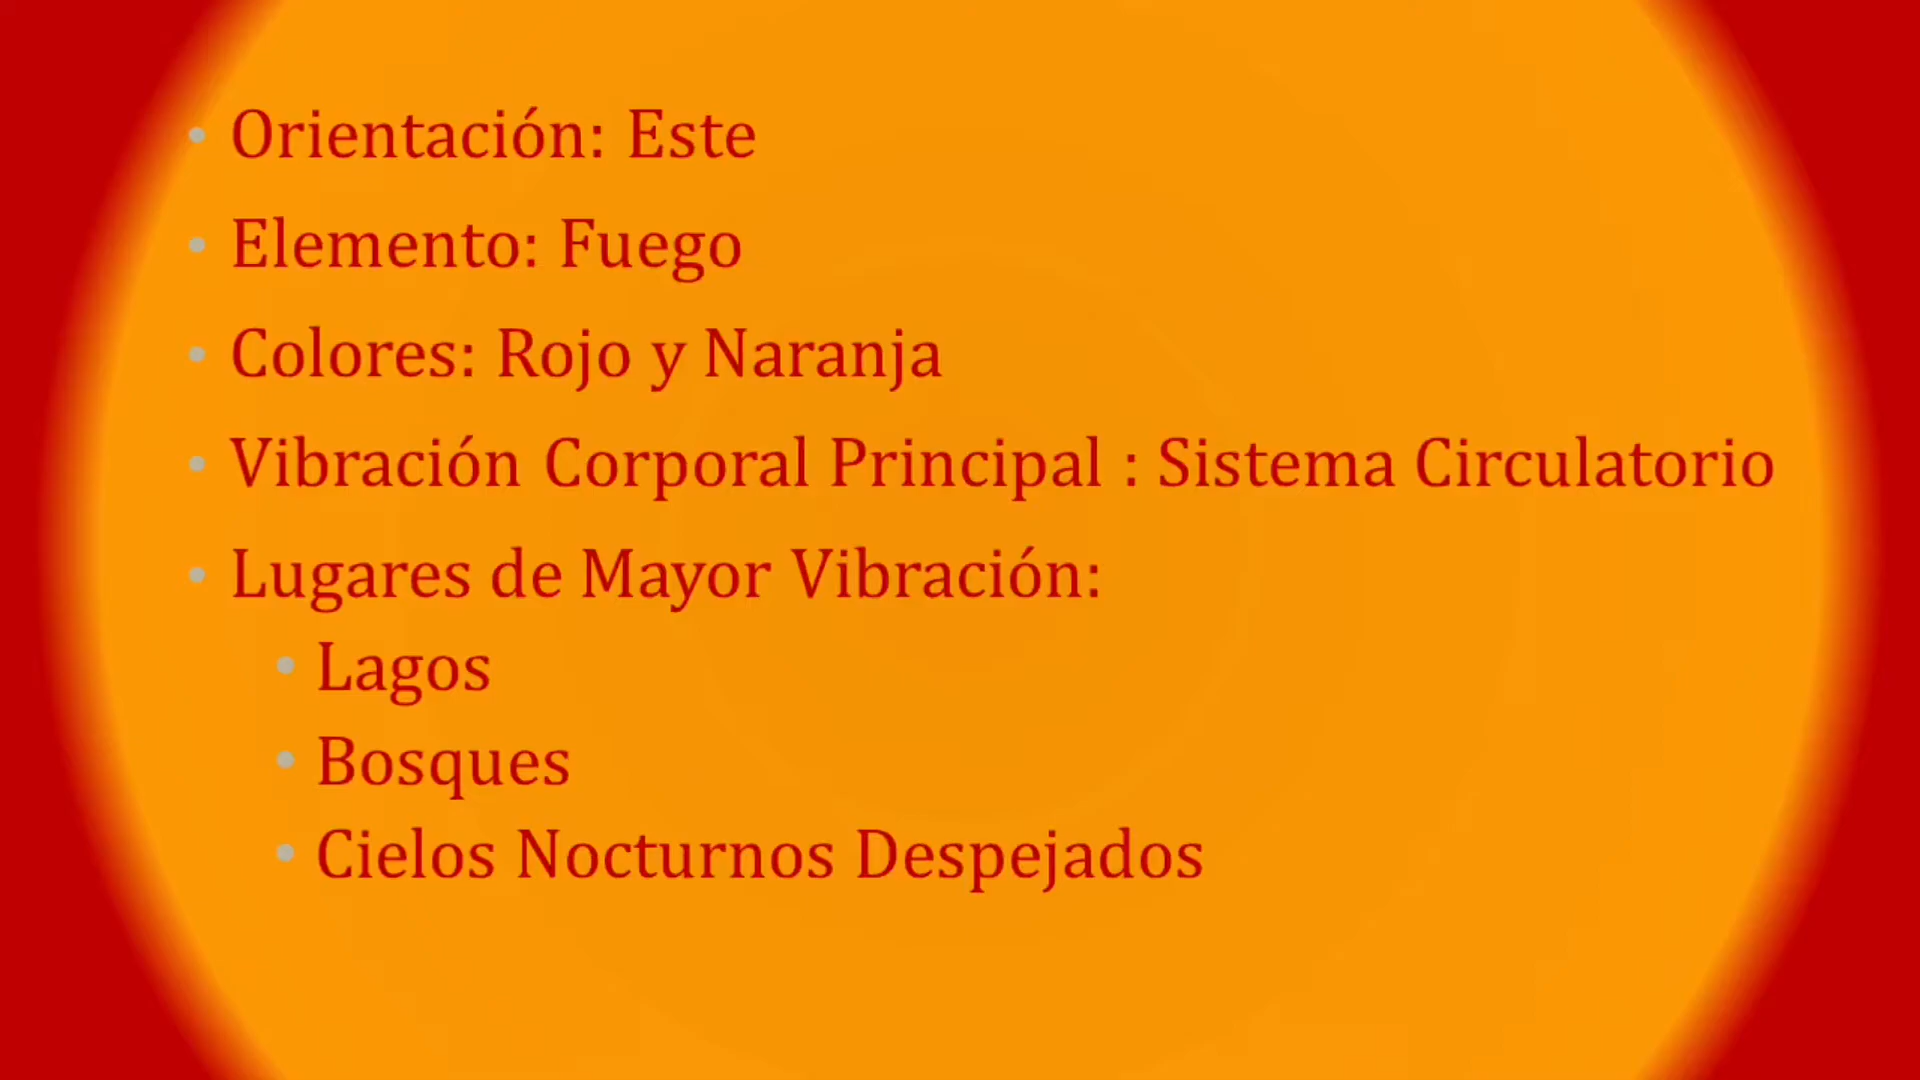 • Orientación: Este
• Elemento: Fuego
• Colores: Rojo y Naranja
• Vibración Corporal Principal : Sistema Circulatorio
• Lugares de Mayor Vibración:
• Lagos
• Bosques
• Cielos Nocturnos Despejados